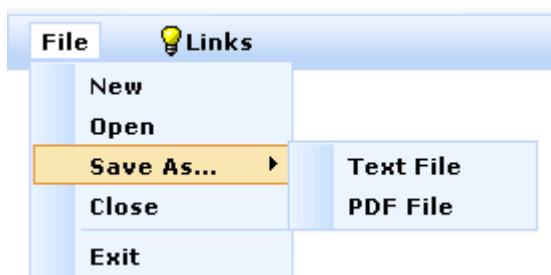 File Links
New
Open
Save As...
Text File
Close
PDF File
Exit